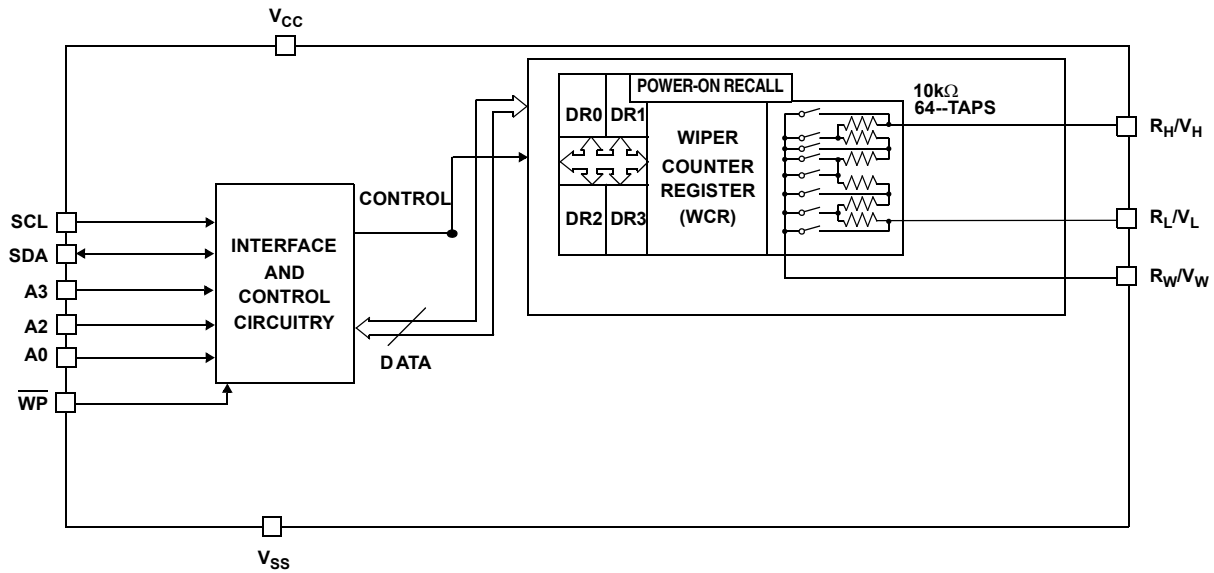 VCC
POWER-ON RECALL
DR0 DR1
10kΩ
64--TAPS
WIPER
COUNTER
REGISTER
(WCR)
DR2 DR3
RH/VH
RL/VL
RW/VW
CONTROL
SCL
SDA
A3
A2
A0
WP
INTERFACE
AND
CONTROL
CIRCUITRY
DATA
VSS